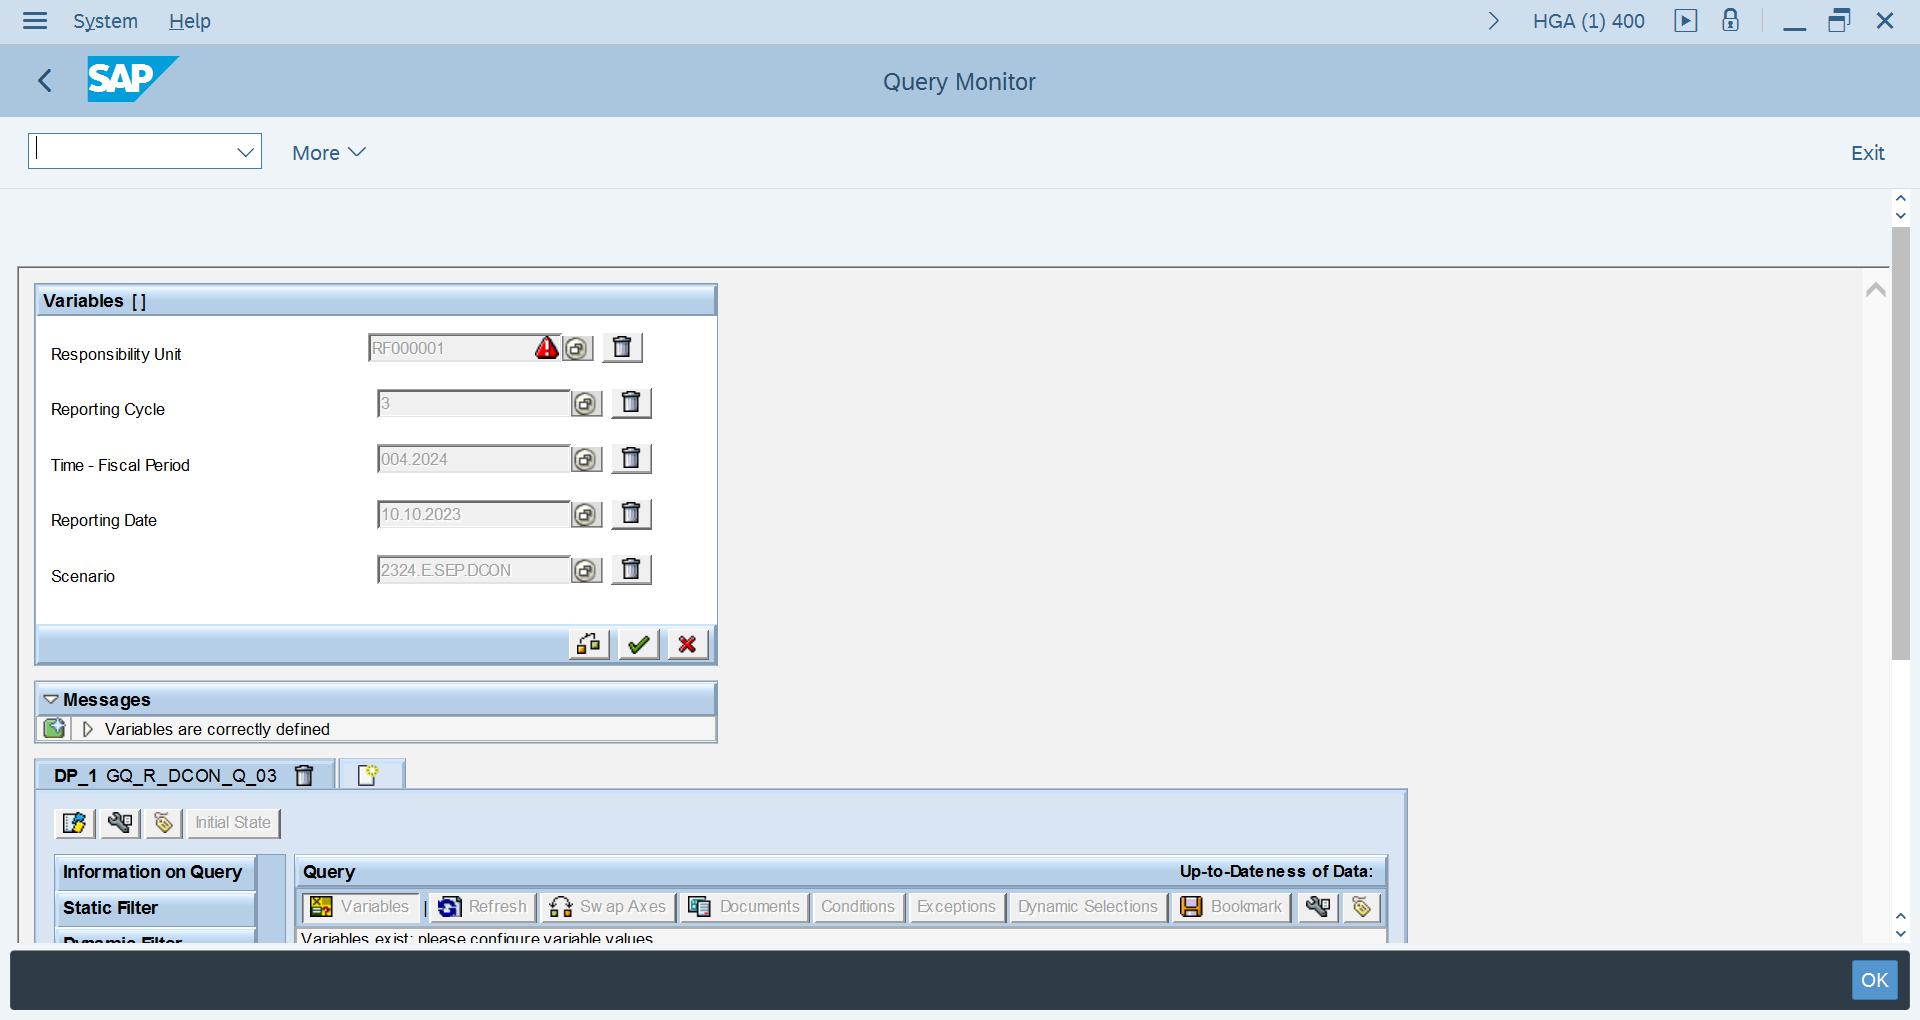 System Help HGA (1) 400
SAP Query Monitor
More Exit
Variables []
Responsibility Unit RF000001
Reporting Cycle 3
Time - Fiscal Period 004.2024
Reporting Date 10.10.2023
Scenario 2324.E.SEP.DCON
Messages
Variables are correctly defined
DP_1 GQ_R_DCON_Q_03
Initial State
Information on Query Query Up-to-Dateness of Data:
Static Filter Variables | Refresh Swap Axes Documents Conditions Exceptions Dynamic Selections Bookmark
Dynamic Filter Variables exist; please configure variable values
OK